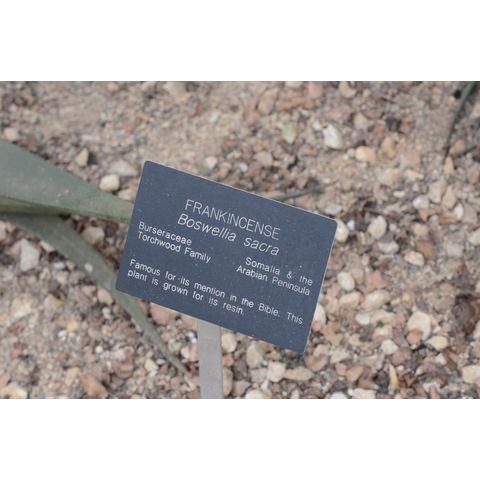 FRANKINCENSE
Boswellia sacra
Burseraceae Somalia & the
Torchwood Family Arabian Peninsula
Famous for its mention in the Bible. This
plant is grown for its resin.